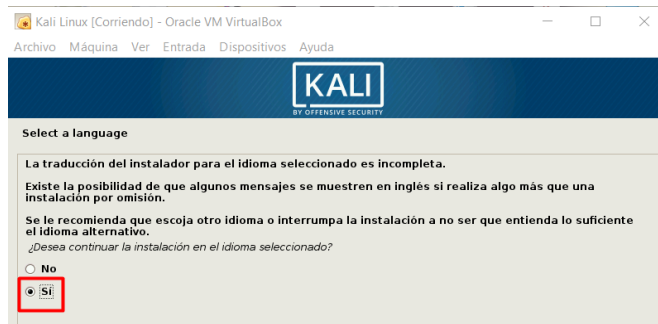 Kali Linux [Corriendo] - Oracle VM VirtualBox
Archivo Máquina Ver Entrada Dispositivos Ayuda
KALI
BY OFFENSIVE SECURITY
Select a language
La traducción del instalador para el idioma seleccionado es incompleta.
Existe la posibilidad de que algunos mensajes se muestren en inglés si realiza algo más que una
instalación por omisión.
Se le recomienda que escoja otro idioma o interrumpa la instalación a no ser que entienda lo suficiente
el idioma alternativo.
¿Desea continuar la instalación en el idioma seleccionado?
No
Sí